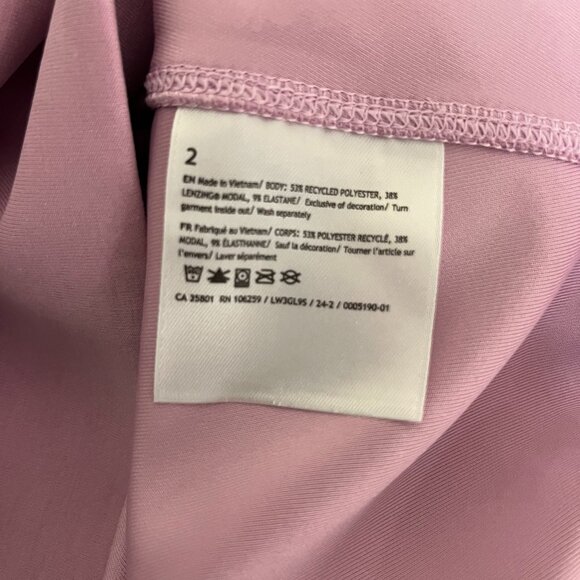 2
EN Made in Vietnam/ BODY: 53% RECYCLED POLYESTER, 38%
LENZING® MODAL, 9% ELASTANE/ Exclusive of decoration/ Turn
garment inside out/ Wash separately
FR Fabriqué au Vietnam/ CORPS: 53% POLYESTER RECYCLÉ, 38%
MODAL, 9% ÉLASTHANNE/ Sauf la décoration/ Tourner l'article sur
l'envers/ Laver séparément
CA 35801 RN 106259 / LW3GL9S / 24-2 / 0005190-01